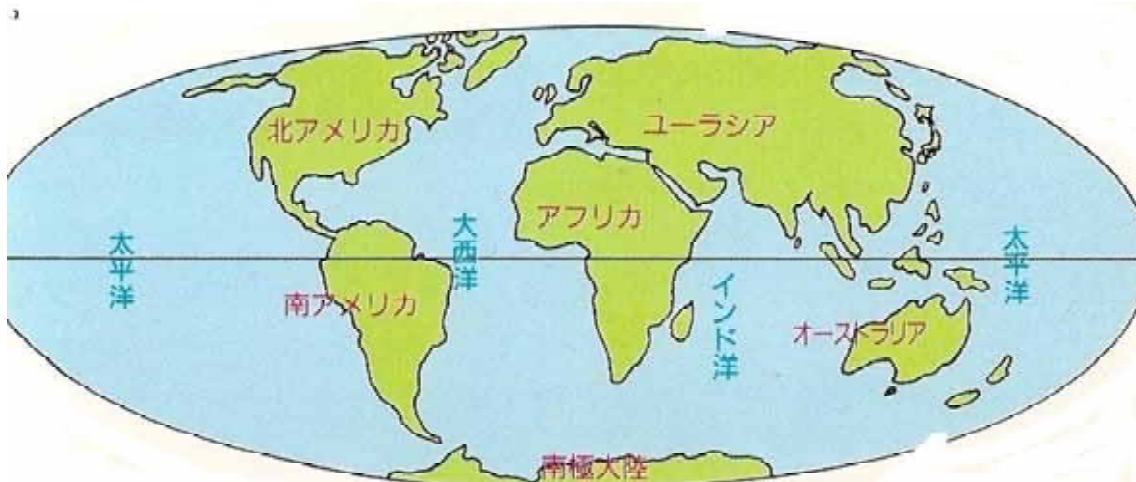 北アメリカ
ユーラシア
アフリカ
大西洋
太平洋
太平洋
南アメリカ
インド洋
オーストラリア
南極大陸